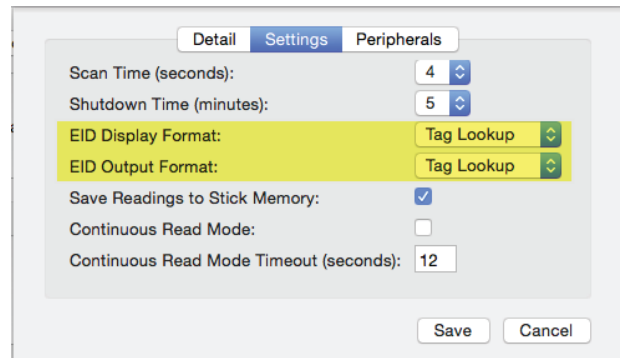 Detail Settings Peripherals
Scan Time (seconds): 4
Shutdown Time (minutes): 5
EID Display Format: Tag Lookup
EID Output Format: Tag Lookup
Save Readings to Stick Memory:
Continuous Read Mode:
Continuous Read Mode Timeout (seconds): 12
Save Cancel